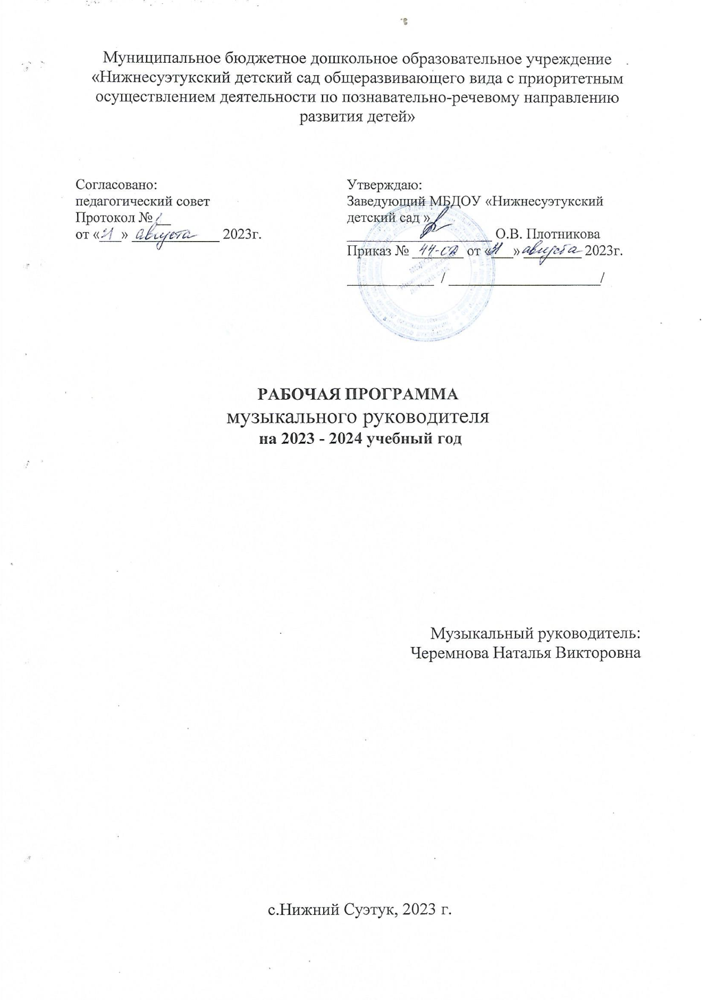 Муниципальное бюджетное дошкольное образовательное учреждение
«Нижнесуэтукский детский сад общеразвивающего вида с приоритетным
осуществлением деятельности по познавательно-речевому направлению
развития детей»
Согласовано:
педагогический совет
Протокол № 1
от «31» августа 2023г.
Утверждаю:
Заведующий МБДОУ «Нижнесуэтукский
детский сад »
О.В. Плотникова
Приказ № 44-од от «31» августа 2023г.
/ /
РАБОЧАЯ ПРОГРАММА
музыкального руководителя
на 2023 - 2024 учебный год
Музыкальный руководитель:
Черемнова Наталья Викторовна
с.Нижний Суэтук, 2023 г.